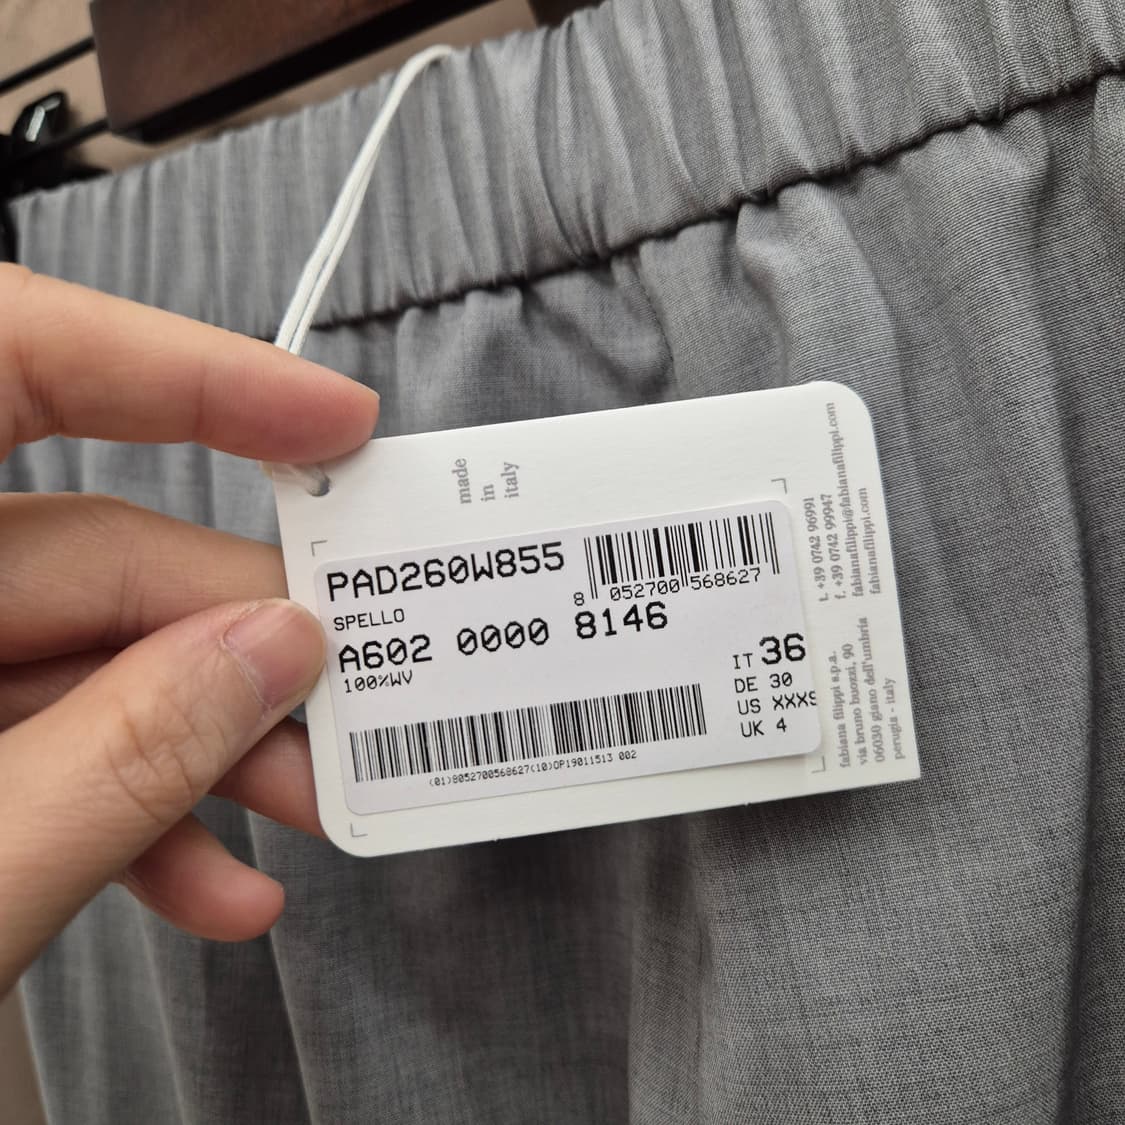 made
in
italy
PAD260W855
8 052700 568627
SPELLO
A602 0000 8146
100%WV
IT 36
DE 30
US XXXS
UK 4
(01)8052700568627(10)OP19011513 002
fabiana filippi s.p.a.
via bruno buozzi, 90
06030 giano dell'umbria
perugia - italy
t. +39 0742 96991
f. +39 0742 99947
fabianafilippi@fabianafilippi.com
fabianafilippi.com